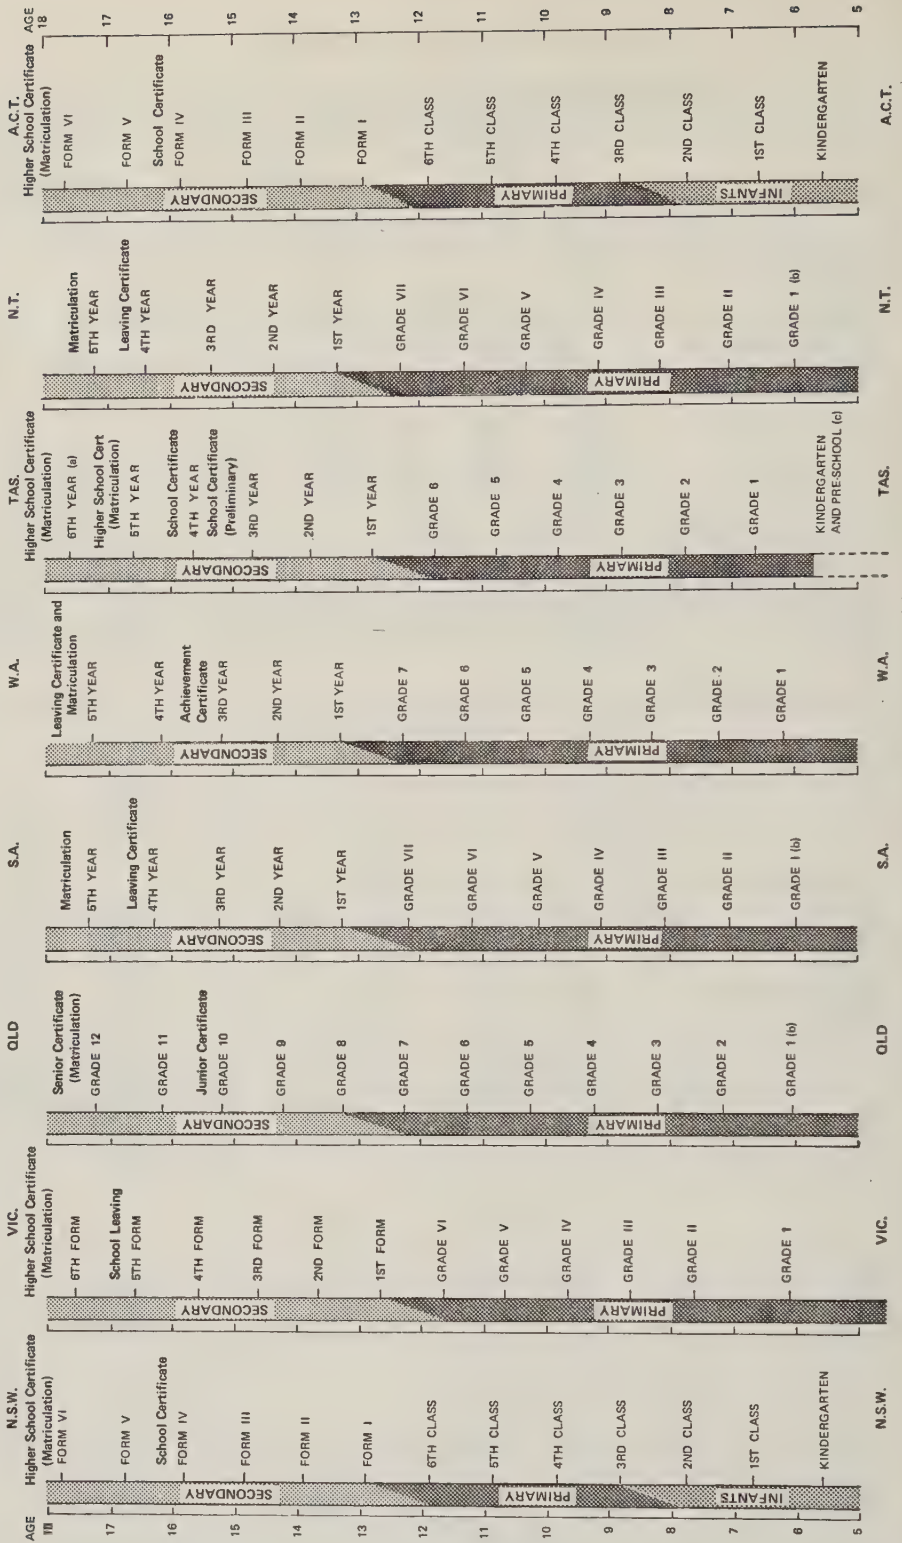 N.S.W.
AGE
Higher School Certificate
(Matriculation)
FORM VI
FORM V
School Certificate
FORM IV
FORM III
FORM II
FORM I
6TH CLASS
5TH CLASS
4TH CLASS
3RD CLASS
2ND CLASS
1ST CLASS
KINDERGARTEN
SECONDARY
PRIMARY
INFANTS
17
16
15
14
13
12
11
10
9
8
7
6
5
N.S.W.
VIC.
Higher School Certificate
(Matriculation)
6TH FORM
School Leaving
5TH FORM
4TH FORM
3RD FORM
2ND FORM
1ST FORM
GRADE VI
GRADE V
GRADE IV
GRADE III
GRADE II
GRADE 1
SECONDARY
PRIMARY
VIC.
QLD
Senior Certificate
(Matriculation)
GRADE 12
GRADE 11
Junior Certificate
GRADE 10
GRADE 9
GRADE 8
GRADE 7
GRADE 6
GRADE 5
GRADE 4
GRADE 3
GRADE 2
GRADE 1 (b)
SECONDARY
PRIMARY
QLD
S.A.
Matriculation
5TH YEAR
Leaving Certificate
4TH YEAR
3RD YEAR
2ND YEAR
1ST YEAR
GRADE VII
GRADE VI
GRADE V
GRADE IV
GRADE III
GRADE II
GRADE I (b)
SECONDARY
PRIMARY
S.A.
W.A.
Leaving Certificate and
Matriculation
5TH YEAR
4TH YEAR
Achievement
Certificate
3RD YEAR
2ND YEAR
1ST YEAR
GRADE 7
GRADE 6
GRADE 5
GRADE 4
GRADE 3
GRADE 2
GRADE 1
SECONDARY
PRIMARY
W.A.
TAS.
Higher School Certificate
(Matriculation)
6TH YEAR (a)
Higher School Cert
(Matriculation)
5TH YEAR
School Certificate
4TH YEAR
School Certificate
(Preliminary)
3RD YEAR
2ND YEAR
1ST YEAR
GRADE 6
GRADE 5
GRADE 4
GRADE 3
GRADE 2
GRADE 1
KINDERGARTEN
AND PRE-SCHOOL (c)
SECONDARY
PRIMARY
TAS.
N.T.
Matriculation
5TH YEAR
Leaving Certificate
4TH YEAR
3RD YEAR
2ND YEAR
1ST YEAR
GRADE VII
GRADE VI
GRADE V
GRADE IV
GRADE III
GRADE II
GRADE 1 (b)
SECONDARY
PRIMARY
N.T.
A.C.T.
Higher School Certificate
(Matriculation)
FORM VI
FORM V
School Certificate
FORM IV
FORM III
FORM II
FORM I
6TH CLASS
5TH CLASS
4TH CLASS
3RD CLASS
2ND CLASS
1ST CLASS
KINDERGARTEN
SECONDARY
PRIMARY
INFANTS
A.C.T.
AGE
18
17
16
15
14
13
12
11
10
9
8
7
6
5